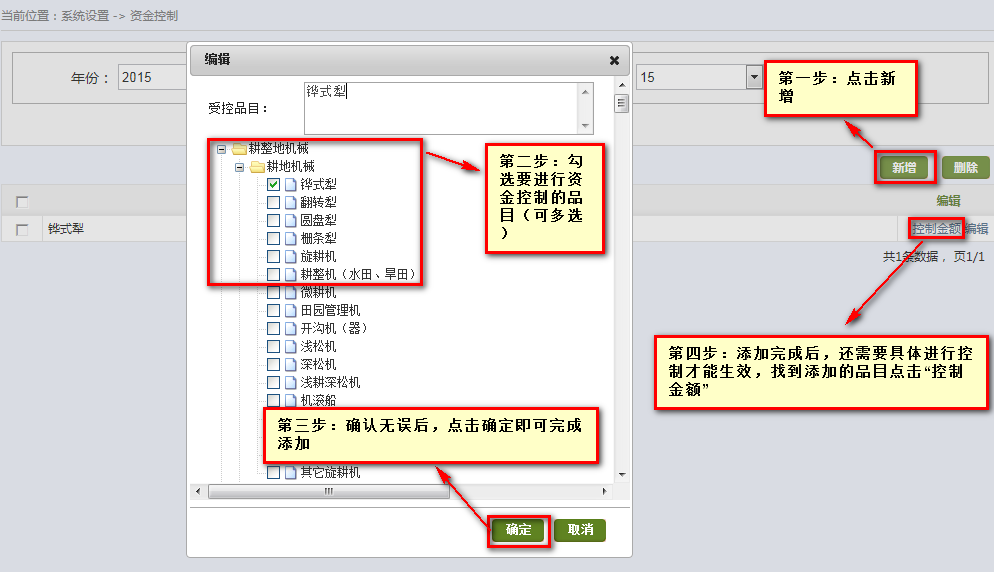 当前位置：系统设置 -> 资金控制
年份： 2015
15
编辑
受控品目：
铧式犁
耕整地机械
耕地机械
铧式犁
翻转犁
圆盘犁
栅条犁
旋耕机
耕整机（水田、旱田）
微耕机
田园管理机
开沟机（器）
浅松机
深松机
浅耕深松机
机滚船
其它旋耕机
确定
取消
第一步：点击新
增
新增
删除
编辑
铧式犁
控制金额
编辑
共1条数据， 页1/1
第二步：勾
选要进行资
金控制的品
目（可多选
）
第三步：确认无误后，点击确定即可完成
添加
第四步：添加完成后，还需要具体进行控
制才能生效，找到添加的品目点击“控制
金额”